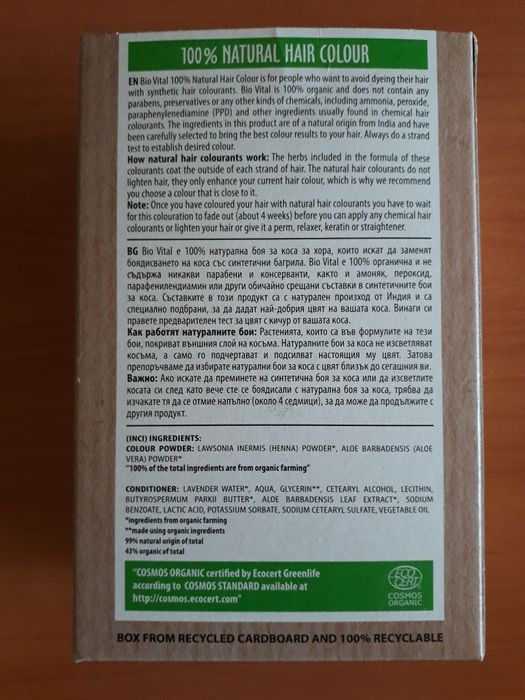 100% NATURAL HAIR COLOUR
EN Bio Vital 100% Natural Hair Colour is for people who want to avoid dyeing their hair
with synthetic hair colourants. Bio Vital is 100% organic and does not contain any
parabens, preservatives or any other kinds of chemicals, including ammonia, peroxide,
paraphenylenediamine (PPD) and other ingredients usually found in chemical hair
colourants. The ingredients in this product are of a natural origin from India and have
been carefully selected to bring the best colour results to your hair. Always do a strand
test to establish desired colour.
How natural hair colourants work: The herbs included in the formula of these
colourants coat the outside of each strand of hair. The natural hair colourants do not
lighten hair, they only enhance your current hair colour, which is why we recommend
you choose a colour that is close to it.
Note: Once you have coloured your hair with natural hair colourants you have to wait
for this colouration to fade out (about 4 weeks) before you can apply any chemical hair
colourants or lighten your hair or give it a perm, relaxer, keratin or straightener.
BG Bio Vital е 100% натурална боя за коса за хора, които искат да заменят
боядисването на коса със синтетични багрила. Bio Vital е 100% органична и не
съдържа никакви парабени и консерванти, както и амоняк, пероксид,
парафенилендиамин или други обичайно срещани съставки в синтетичните бои
за коса. Съставките в този продукт са с натурален произход от Индия и са
специално подбрани, за да дадат най-добрия цвят на вашата коса. Винаги си
правете предварителен тест за цвят с кичур от вашата коса.
Как работят натуралните бои: Растенията, които са във формулите на тези
бои, покриват външния слой на косъма. Натуралните бои за коса не изсветляват
косъма, а само го подчертават и подсилват настоящия му цвят. Затова
препоръчваме да избирате натурални бои за коса с цвят близък до сегашния ви.
Важно: Ако искате да преминете на синтетична боя за коса или да изсветлите
косата си след като вече сте се боядисали с натурална боя за коса, трябва да
изчакате тя да се отмие напълно (около 4 седмици), за да може да продължите с
другия продукт.
(INCI) INGREDIENTS:
COLOUR POWDER: LAWSONIA INERMIS (HENNA) POWDER*, ALOE BARBADENSIS (ALOE
VERA) POWDER*
"100% of the total ingredients are from organic farming"
CONDITIONER: LAVENDER WATER*, AQUA, GLYCERIN**, CETEARYL ALCOHOL, LECITHIN,
BUTYROSPERMUM PARKII BUTTER*, ALOE BARBADENSIS LEAF EXTRACT*, SODIUM
BENZOATE, LACTIC ACID, POTASSIUM SORBATE, SODIUM CETEARYL SULFATE, VEGETABLE OIL
*ingredients from organic farming
**made using organic ingredients
99% natural origin of total
43% organic of total
"COSMOS ORGANIC certified by Ecocert Greenlife
according to COSMOS STANDARD available at
http://cosmos.ecocert.com"
ECO
CERT
COSMOS
ORGANIC
BOX FROM RECYCLED CARDBOARD AND 100% RECYCLABLE